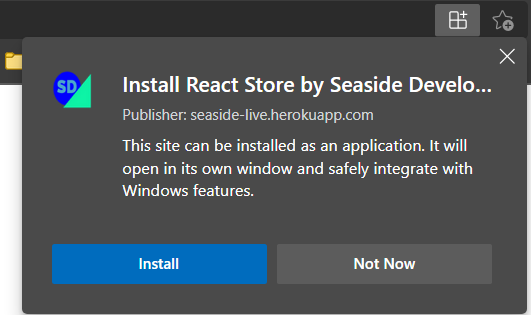 SD
Install React Store by Seaside Develo...
Publisher: seaside-live.herokuapp.com
This site can be installed as an application. It will
open in its own window and safely integrate with
Windows features.
Install
Not Now